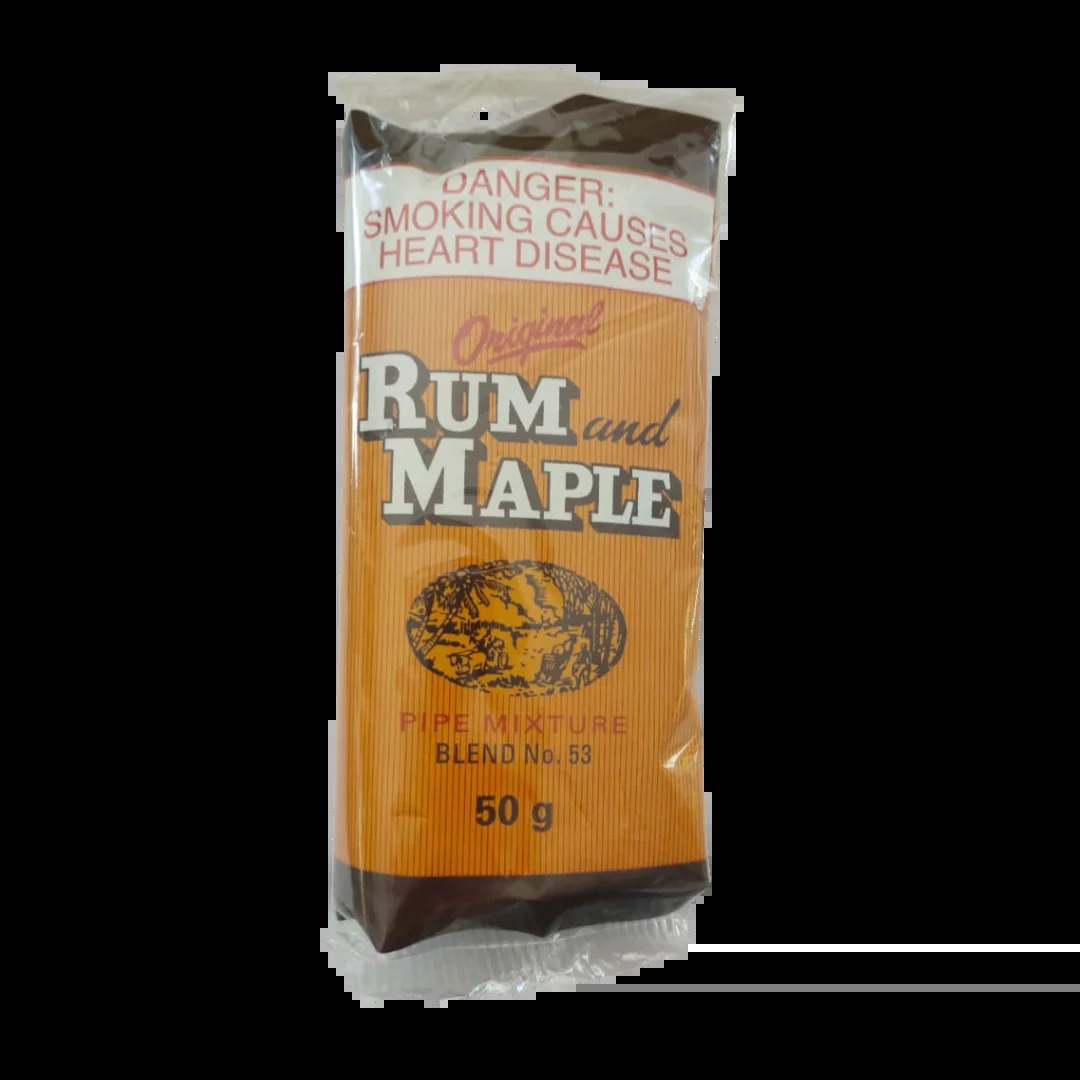 DANGER:
SMOKING CAUSES
HEART DISEASE
Original
RUM and
MAPLE
PIPE MIXTURE
BLEND No. 53
50 g